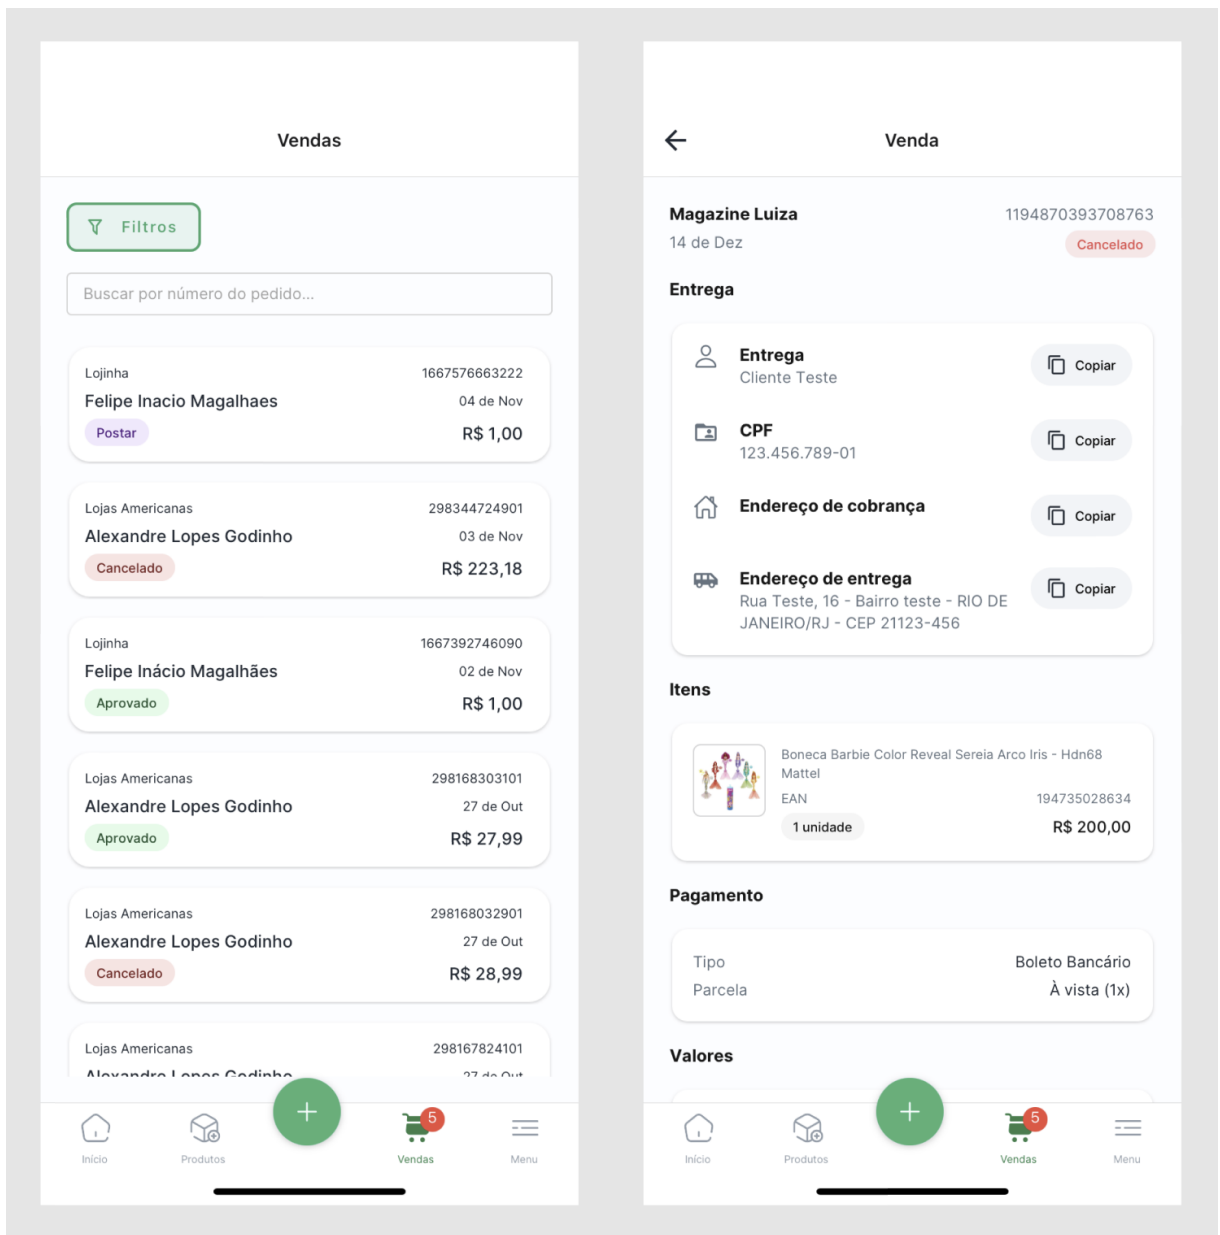 Vendas
Filtros
Buscar por número do pedido...
Lojinha 1667576663222
Felipe Inacio Magalhaes 04 de Nov
Postar R$ 1,00
Lojas Americanas 298344724901
Alexandre Lopes Godinho 03 de Nov
Cancelado R$ 223,18
Lojinha 1667392746090
Felipe Inácio Magalhães 02 de Nov
Aprovado R$ 1,00
Lojas Americanas 298168303101
Alexandre Lopes Godinho 27 de Out
Aprovado R$ 27,99
Lojas Americanas 298168032901
Alexandre Lopes Godinho 27 de Out
Cancelado R$ 28,99
Lojas Americanas 298167824101
Alexandre Lopes Godinho 27 de Out
+ 5
Início Produtos Vendas Menu
Venda
Magazine Luiza 1194870393708763
14 de Dez Cancelado
Entrega
Entrega Copiar
Cliente Teste
CPF Copiar
123.456.789-01
Endereço de cobrança Copiar
Endereço de entrega Copiar
Rua Teste, 16 - Bairro teste - RIO DE
JANEIRO/RJ - CEP 21123-456
Itens
Boneca Barbie Color Reveal Sereia Arco Iris - Hdn68
Mattel
EAN 194735028634
1 unidade R$ 200,00
Pagamento
Tipo Boleto Bancário
Parcela À vista (1x)
Valores
+ 5
Início Produtos Vendas Menu